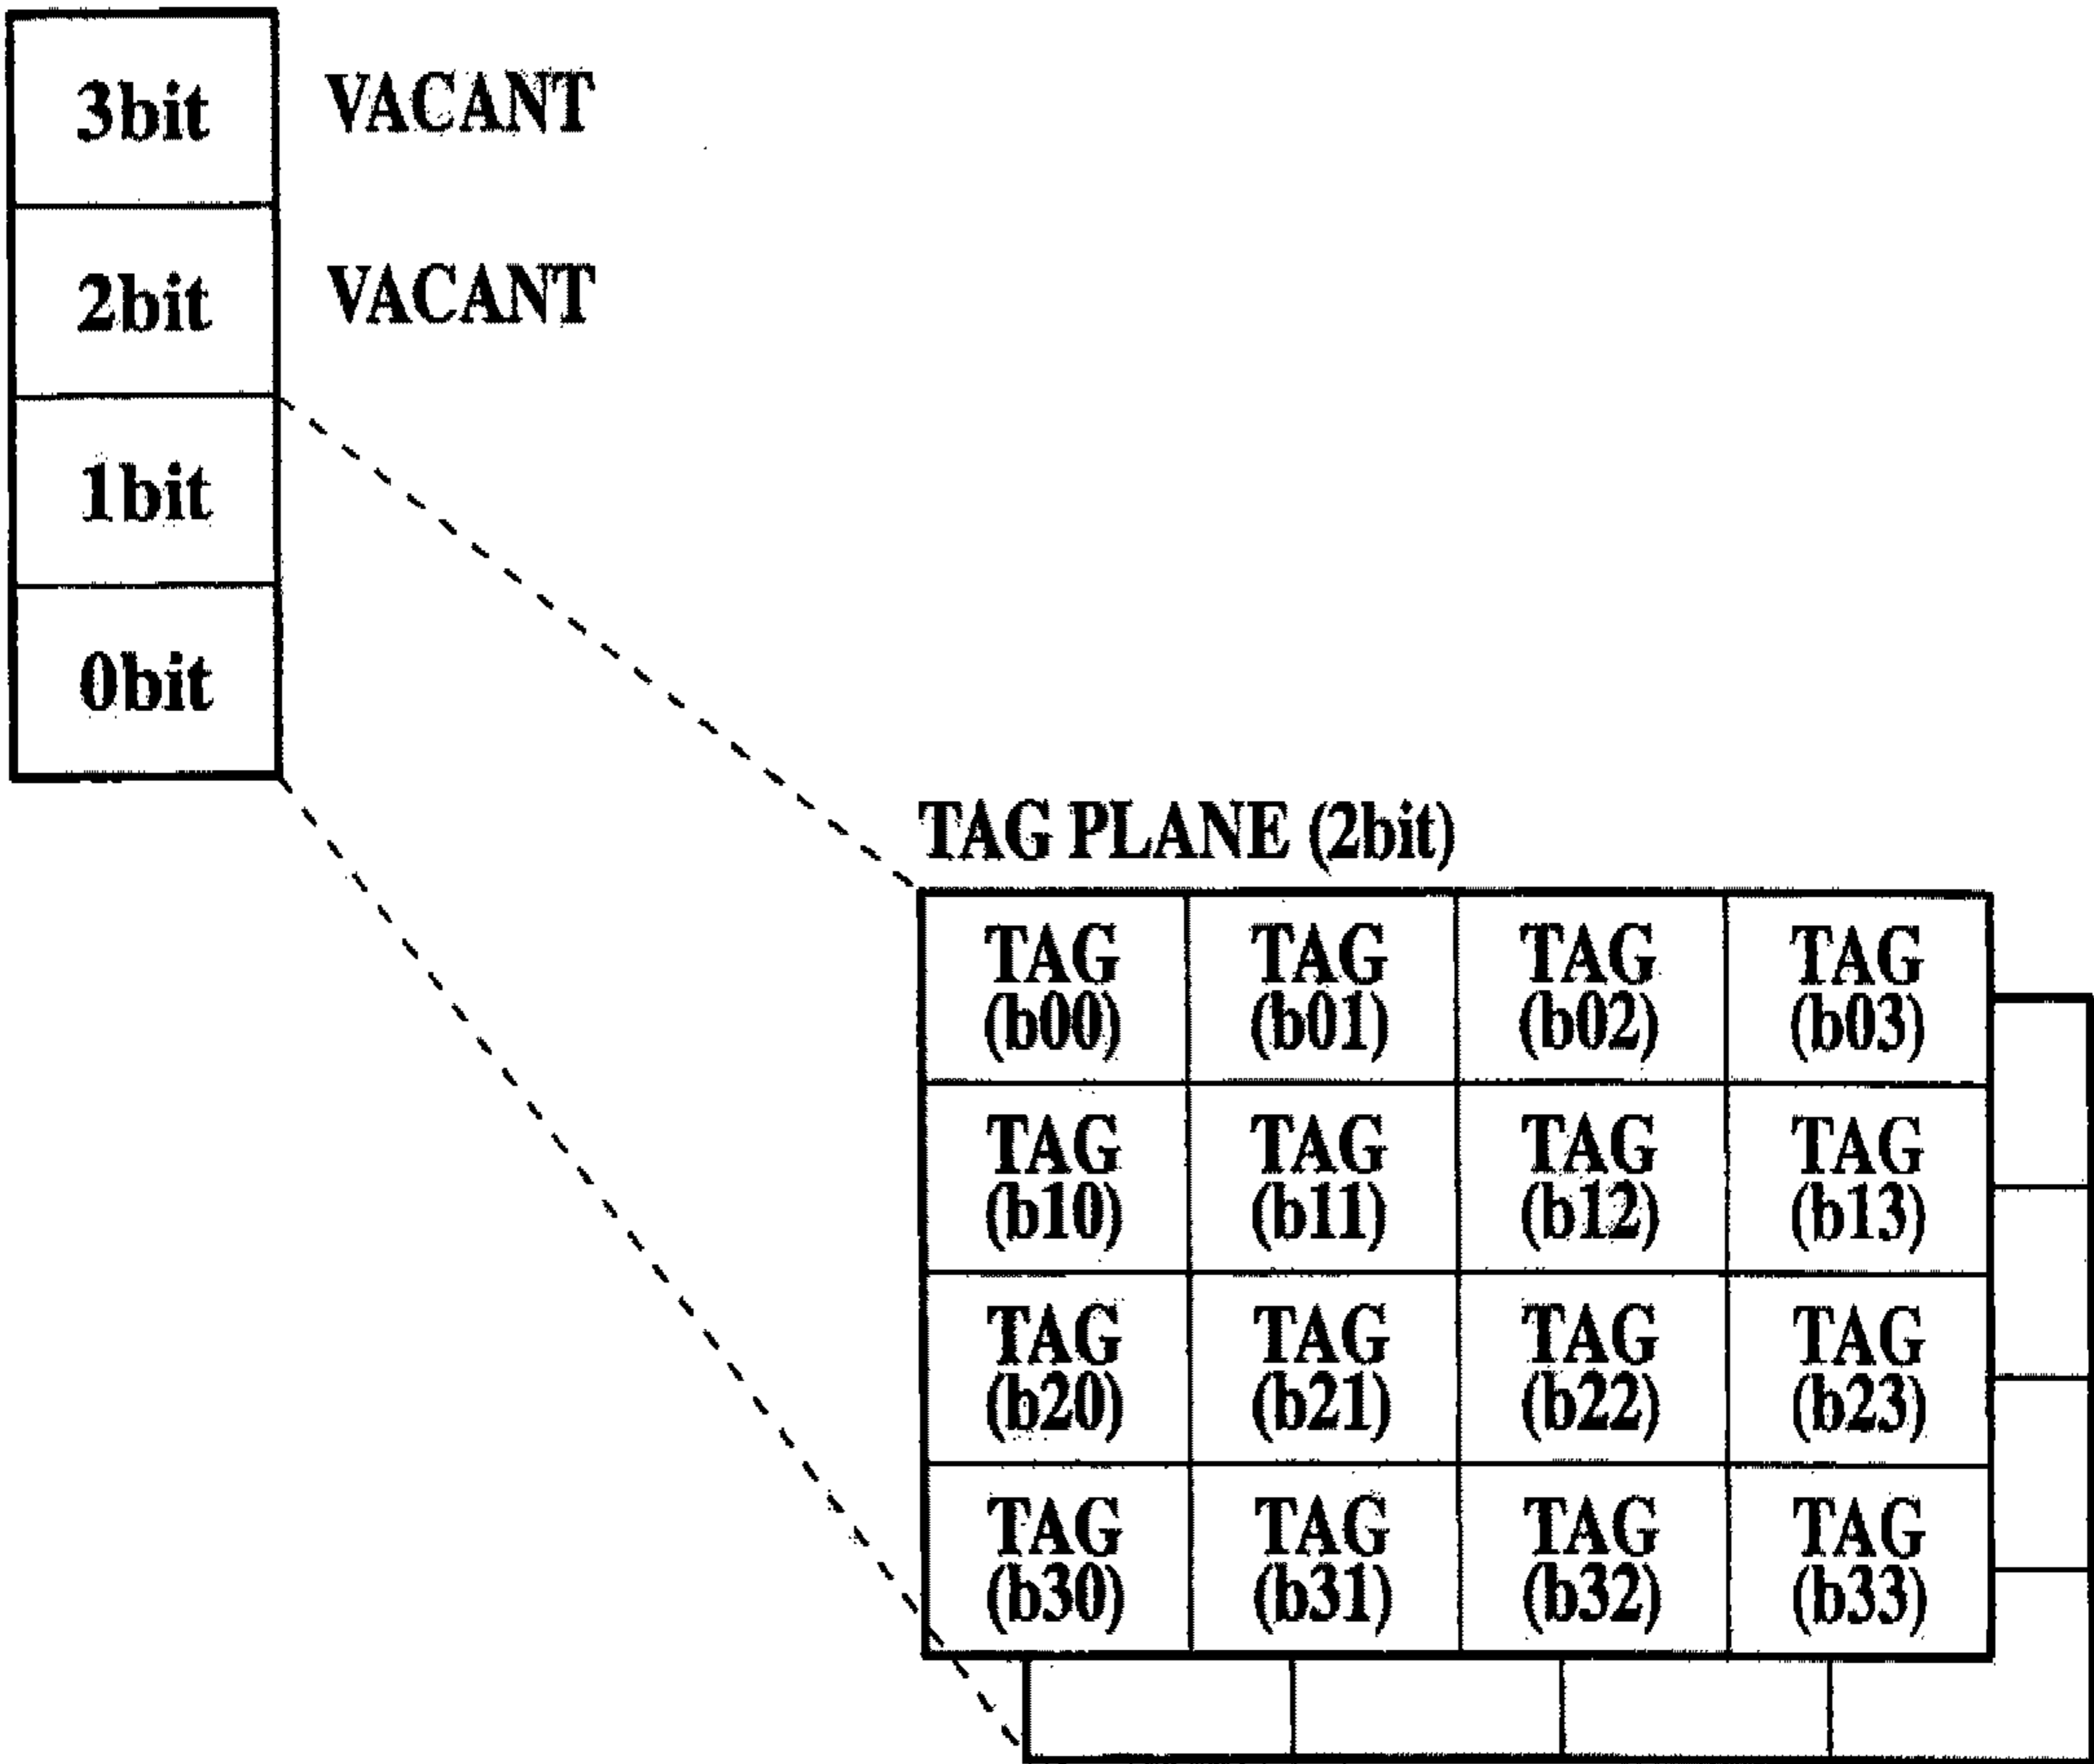 3bit VACANT
2bit VACANT
1bit
0bit
TAG PLANE (2bit)
TAG TAG TAG TAG
(b00) (b01) (b02) (b03)
TAG TAG TAG TAG
(b10) (b11) (b12) (b13)
TAG TAG TAG TAG
(b20) (b21) (b22) (b23)
TAG TAG TAG TAG
(b30) (b31) (b32) (b33)